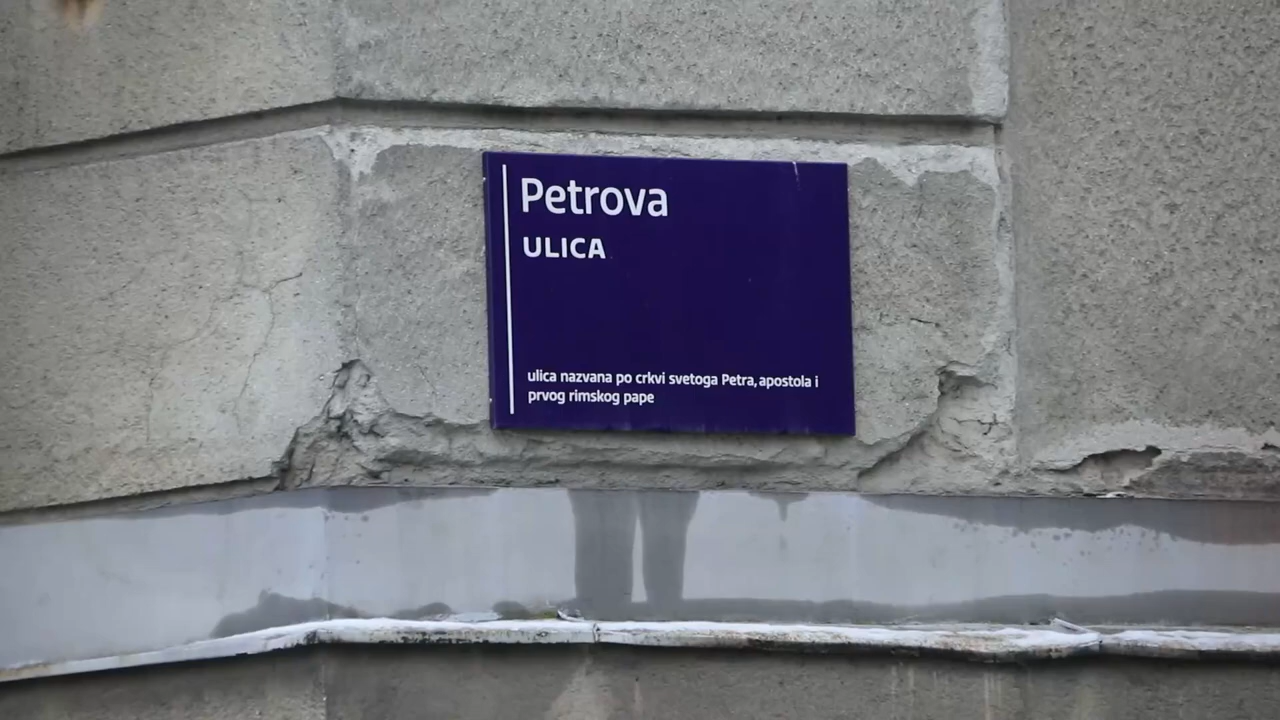 Petrova
ULICA
ulica nazvana po crkvi svetoga Petra, apostola i
prvog rimskog pape